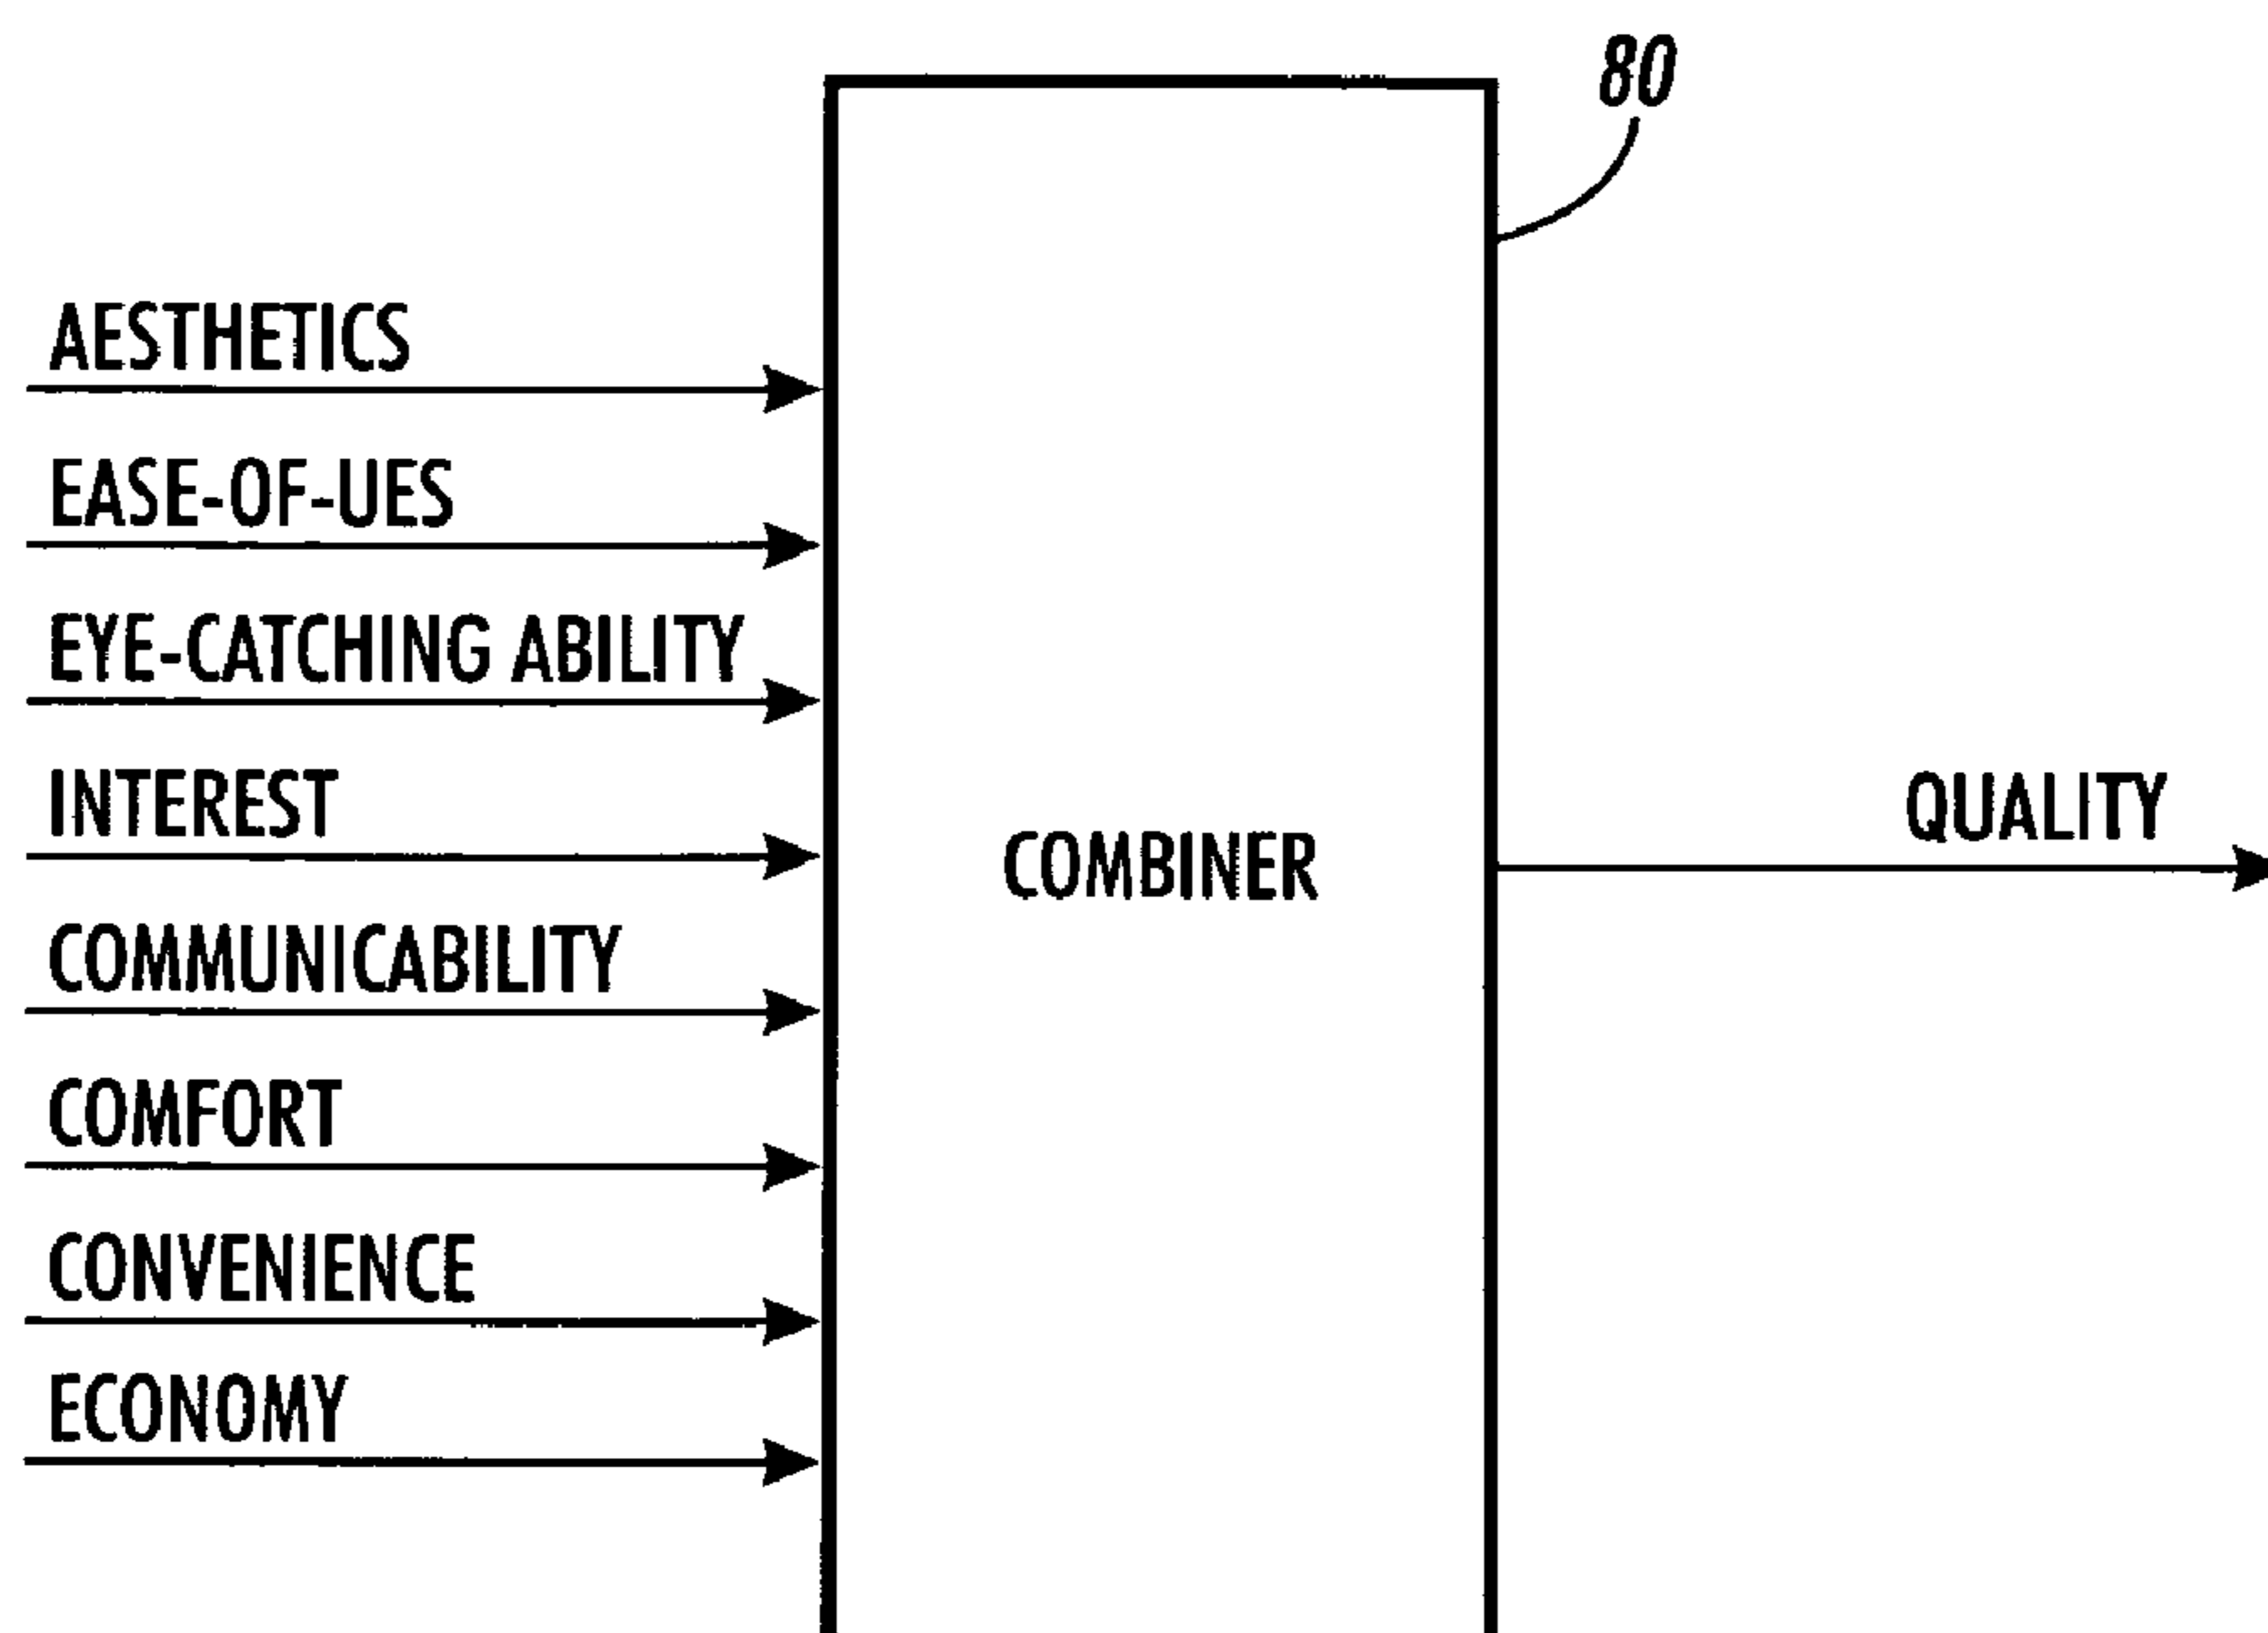 80
AESTHETICS
EASE-OF-UES
EYE-CATCHING ABILITY
INTEREST
QUALITY
COMBINER
COMMUNICABILITY
COMFORT
CONVENIENCE
ECONOMY